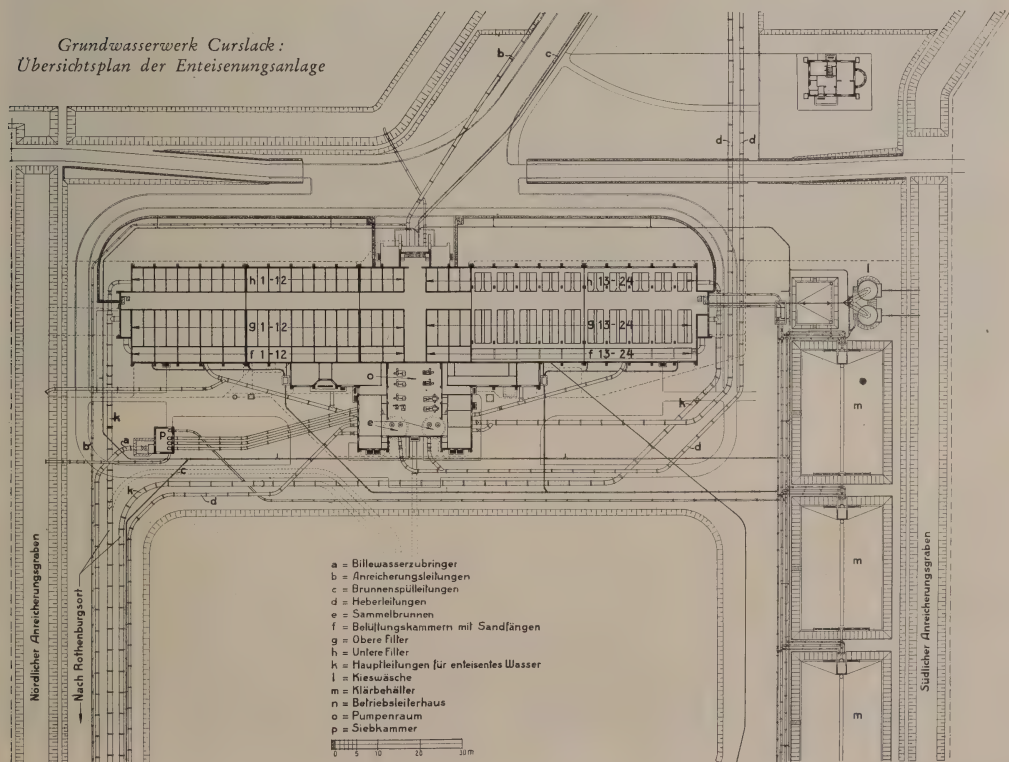 Grundwasserwerk Curslack:
Übersichtsplan der Enteisenungsanlage
b
c
d
d
h 1-12
h 13-24
l
g 1-12
g 13-24
f 1-12
f 13-24
o
m
k
k
e
a
p
b
c
d
k
d
m
m
Nördlicher Anreicherungsgraben
Nach Rothenburgsort
Südlicher Anreicherungsgraben
a = Billewasserzubringer
b = Anreicherungsleitungen
c = Brunnenspülleitungen
d = Heberleitungen
e = Sammelbrunnen
f = Belüftungskammern mit Sandfängen
g = Obere Filter
h = Untere Filter
k = Hauptleitungen für enteisentes Wasser
l = Kieswäsche
m = Klärbehälter
n = Betriebsleiterhaus
o = Pumpenraum
p = Siebkammer
0 5 10 20 30 m